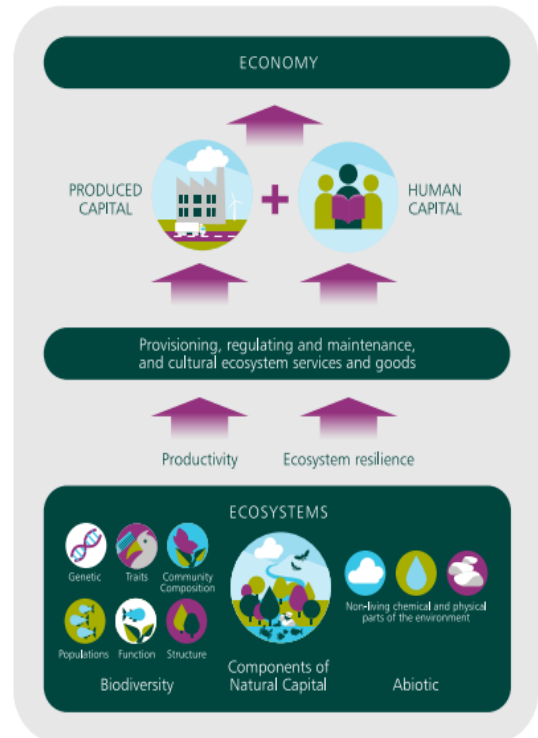 ECONOMY
PRODUCED
CAPITAL
HUMAN
CAPITAL
Provisioning, regulating and maintenance,
and cultural ecosystem services and goods
Productivity
Ecosystem resilience
ECOSYSTEMS
Genetic
Traits
Community
Composition
Populations
Function
Structure
Biodiversity
Components of
Natural Capital
Non-living chemical and physical
parts of the environment
Abiotic